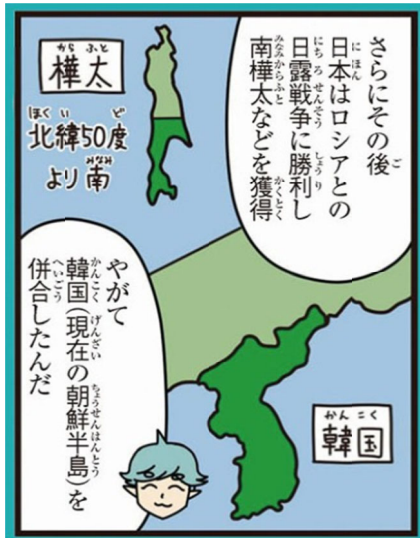 さらにその後
日本はロシアとの
日露戦争に勝利し
南樺太などを獲得
樺太
北緯50度
より南
やがて
韓国(現在の朝鮮半島)を
併合したんだ
韓国